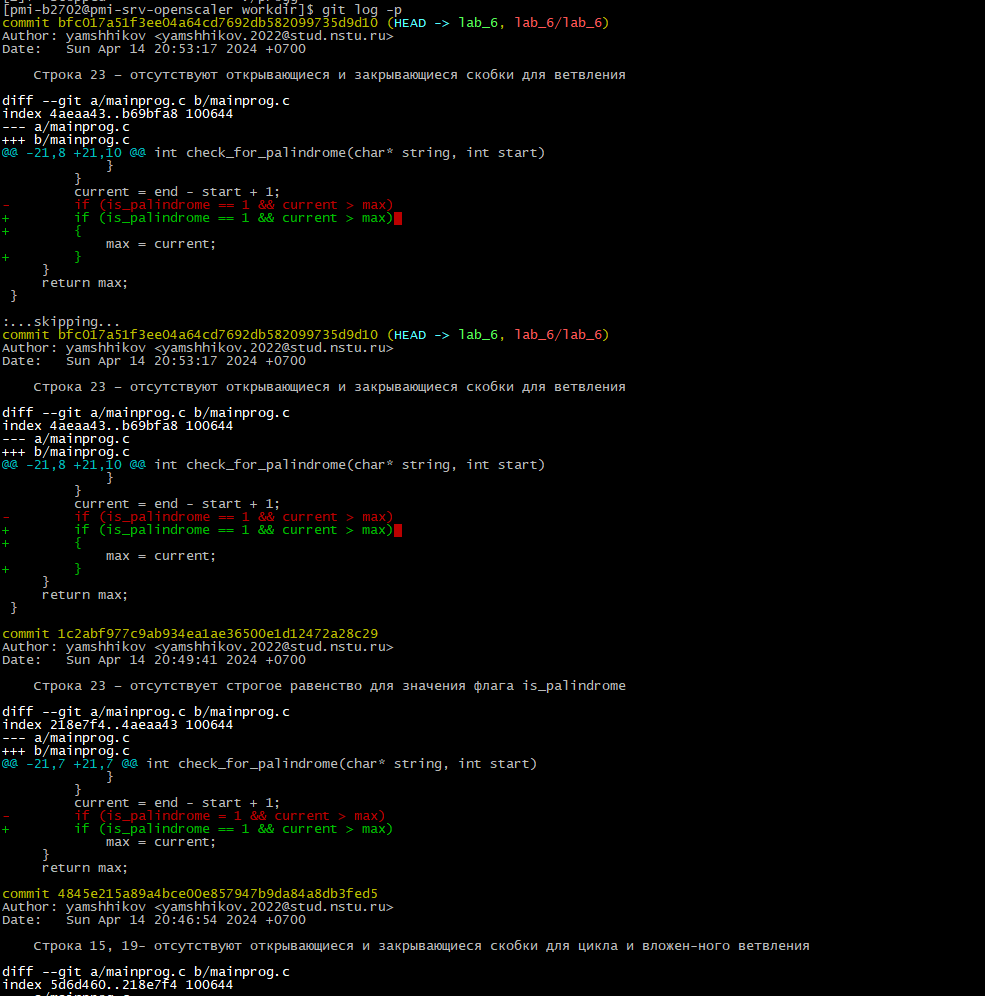 [pmi-b2702@pmi-srv-openscaler workdir]$ git log -p
commit bfc017a51f3ee04a64cd7692db582099735d9d10 (HEAD -> lab_6, lab_6/lab_6)
Author: yamshhikov <yamshhikov.2022@stud.nstu.ru>
Date:   Sun Apr 14 20:53:17 2024 +0700

    Строка 23 – отсутствуют открывающиеся и закрывающиеся скобки для ветвления

diff --git a/mainprog.c b/mainprog.c
index 4aeaa43..b69bfa8 100644
--- a/mainprog.c
+++ b/mainprog.c
@@ -21,8 +21,10 @@ int check_for_palindrome(char* string, int start)
             }
         }
         current = end - start + 1;
-        if (is_palindrome == 1 && current > max)
+        if (is_palindrome == 1 && current > max)
+        {
             max = current;
+        }
     }
     return max;
 }

:...skipping...
commit bfc017a51f3ee04a64cd7692db582099735d9d10 (HEAD -> lab_6, lab_6/lab_6)
Author: yamshhikov <yamshhikov.2022@stud.nstu.ru>
Date:   Sun Apr 14 20:53:17 2024 +0700

    Строка 23 – отсутствуют открывающиеся и закрывающиеся скобки для ветвления

diff --git a/mainprog.c b/mainprog.c
index 4aeaa43..b69bfa8 100644
--- a/mainprog.c
+++ b/mainprog.c
@@ -21,8 +21,10 @@ int check_for_palindrome(char* string, int start)
             }
         }
         current = end - start + 1;
-        if (is_palindrome == 1 && current > max)
+        if (is_palindrome == 1 && current > max)
+        {
             max = current;
+        }
     }
     return max;
 }

commit 1c2abf977c9ab934ea1ae36500e1d12472a28c29
Author: yamshhikov <yamshhikov.2022@stud.nstu.ru>
Date:   Sun Apr 14 20:49:41 2024 +0700

    Строка 23 – отсутствует строгое равенство для значения флага is_palindrome

diff --git a/mainprog.c b/mainprog.c
index 218e7f4..4aeaa43 100644
--- a/mainprog.c
+++ b/mainprog.c
@@ -21,7 +21,7 @@ int check_for_palindrome(char* string, int start)
             }
         }
         current = end - start + 1;
-        if (is_palindrome = 1 && current > max)
+        if (is_palindrome == 1 && current > max)
             max = current;
     }
     return max;

commit 4845e215a89a4bce00e857947b9da84a8db3fed5
Author: yamshhikov <yamshhikov.2022@stud.nstu.ru>
Date:   Sun Apr 14 20:46:54 2024 +0700

    Строка 15, 19– отсутствуют открывающиеся и закрывающиеся скобки для цикла и вложен-ного ветвления

diff --git a/mainprog.c b/mainprog.c
index 5d6d460..218e7f4 100644